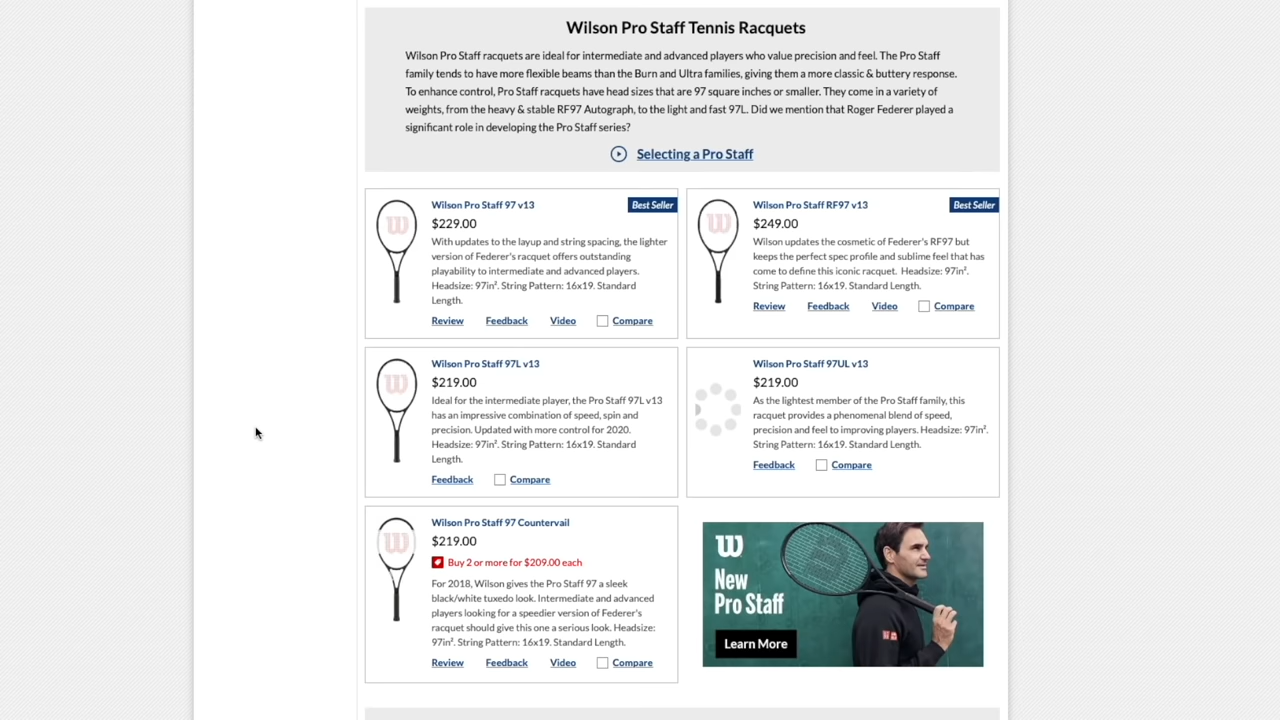 Wilson Pro Staff Tennis Racquets
Wilson Pro Staff racquets are ideal for intermediate and advanced players who value precision and feel. The Pro Staff
family tends to have more flexible beams than the Burn and Ultra families, giving them a more classic & buttery response.
To enhance control, Pro Staff racquets have head sizes that are 97 square inches or smaller. They come in a variety of
weights, from the heavy & stable RF97 Autograph, to the light and fast 97L. Did we mention that Roger Federer played a
significant role in developing the Pro Staff series?
Selecting a Pro Staff
Wilson Pro Staff 97 v13
Best Seller
$229.00
With updates to the layup and string spacing, the lighter
version of Federer's racquet offers outstanding
playability to intermediate and advanced players.
Headsize: 97in². String Pattern: 16x19. Standard
Length.
Review Feedback Video Compare
Wilson Pro Staff RF97 v13
Best Seller
$249.00
Wilson updates the cosmetic of Federer's RF97 but
keeps the perfect spec profile and sublime feel that has
come to define this iconic racquet. Headsize: 97in².
String Pattern: 16x19. Standard Length.
Review Feedback Video Compare
Wilson Pro Staff 97L v13
$219.00
Ideal for the intermediate player, the Pro Staff 97L v13
has an impressive combination of speed, spin and
precision. Updated with more control for 2020.
Headsize: 97in². String Pattern: 16x19. Standard
Length.
Feedback Compare
Wilson Pro Staff 97UL v13
$219.00
As the lightest member of the Pro Staff family, this
racquet provides a phenomenal blend of speed,
precision and feel to improving players. Headsize: 97in².
String Pattern: 16x19. Standard Length.
Feedback Compare
Wilson Pro Staff 97 Countervail
$219.00
Buy 2 or more for $209.00 each
For 2018, Wilson gives the Pro Staff 97 a sleek
black/white tuxedo look. Intermediate and advanced
players looking for a speedier version of Federer's
racquet should give this one a serious look. Headsize:
97in². String Pattern: 16x19. Standard Length.
Review Feedback Video Compare
W
New
Pro Staff
Learn More